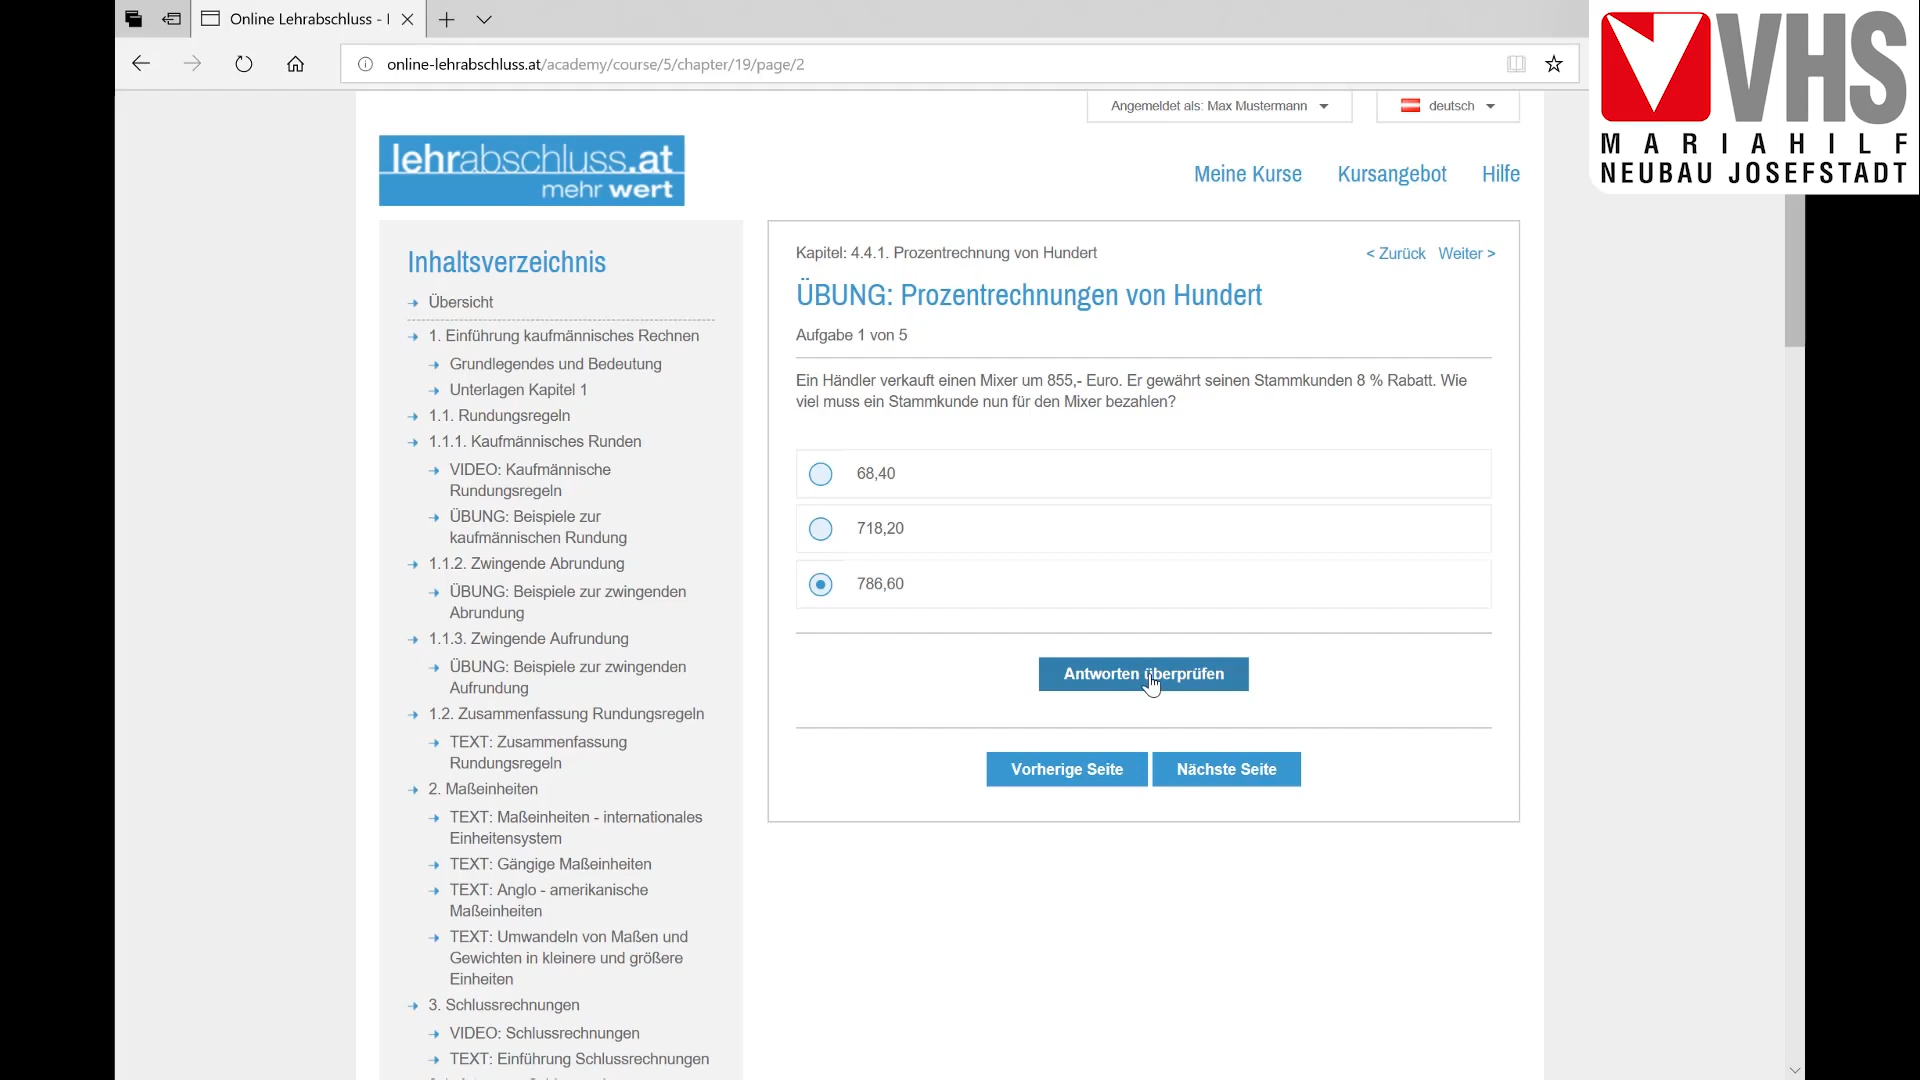 Online Lehrabschluss - I
online-lehrabschluss.at/academy/course/5/chapter/19/page/2
VHS
MARIAHILF
NEUBAU JOSEFSTADT
Angemeldet als: Max Mustermann
deutsch
lehrabschluss.at
mehr wert
Meine Kurse
Kursangebot
Hilfe
Inhaltsverzeichnis
Übersicht
1. Einführung kaufmännisches Rechnen
Grundlegendes und Bedeutung
Unterlagen Kapitel 1
1.1. Rundungsregeln
1.1.1. Kaufmännisches Runden
VIDEO: Kaufmännische
Rundungsregeln
ÜBUNG: Beispiele zur
kaufmännischen Rundung
1.1.2. Zwingende Abrundung
ÜBUNG: Beispiele zur zwingenden
Abrundung
1.1.3. Zwingende Aufrundung
ÜBUNG: Beispiele zur zwingenden
Aufrundung
1.2. Zusammenfassung Rundungsregeln
TEXT: Zusammenfassung
Rundungsregeln
2. Maßeinheiten
TEXT: Maßeinheiten - internationales
Einheitensystem
TEXT: Gängige Maßeinheiten
TEXT: Anglo - amerikanische
Maßeinheiten
TEXT: Umwandeln von Maßen und
Gewichten in kleinere und größere
Einheiten
3. Schlussrechnungen
VIDEO: Schlussrechnungen
TEXT: Einführung Schlussrechnungen
Kapitel: 4.4.1. Prozentrechnung von Hundert
< Zurück
Weiter >
ÜBUNG: Prozentrechnungen von Hundert
Aufgabe 1 von 5
Ein Händler verkauft einen Mixer um 855,- Euro. Er gewährt seinen Stammkunden 8 % Rabatt. Wie
viel muss ein Stammkunde nun für den Mixer bezahlen?
68,40
718,20
786,60
Antworten überprüfen
Vorherige Seite
Nächste Seite